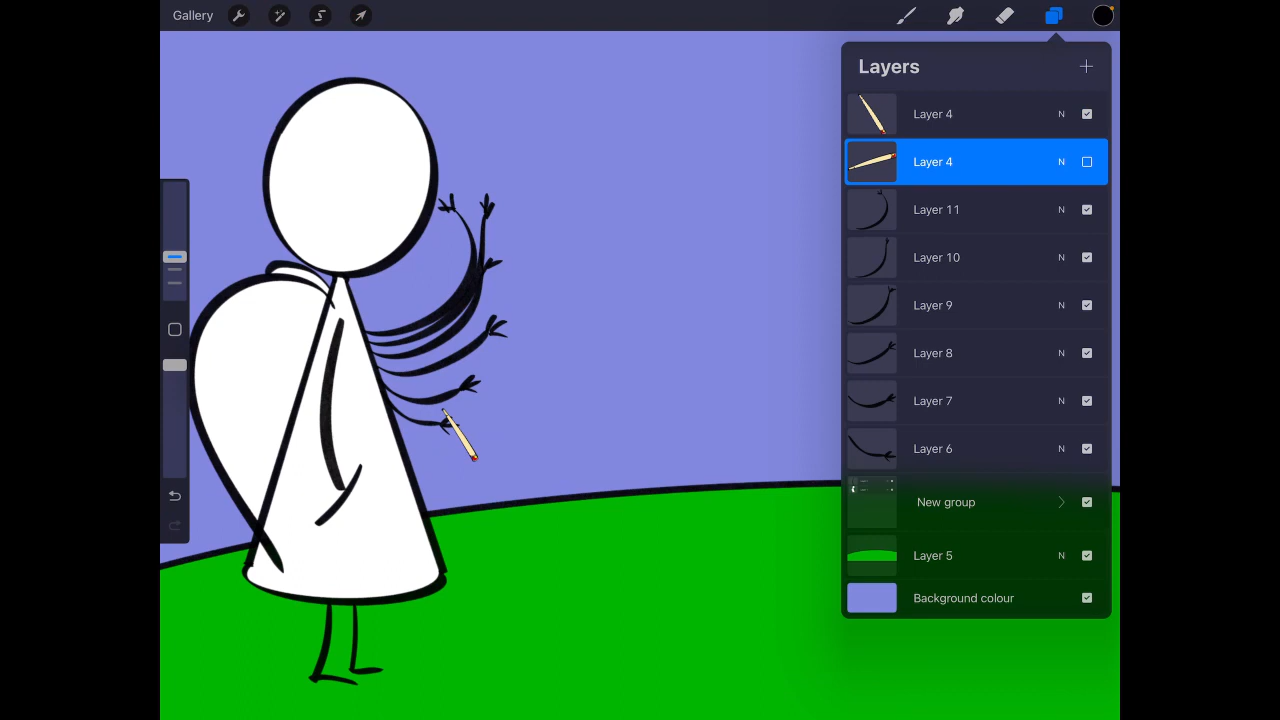 Gallery
Layers
Layer 4 N
Layer 4 N
Layer 11 N
Layer 10 N
Layer 9 N
Layer 8 N
Layer 7 N
Layer 6 N
New group
Layer 5 N
Background colour